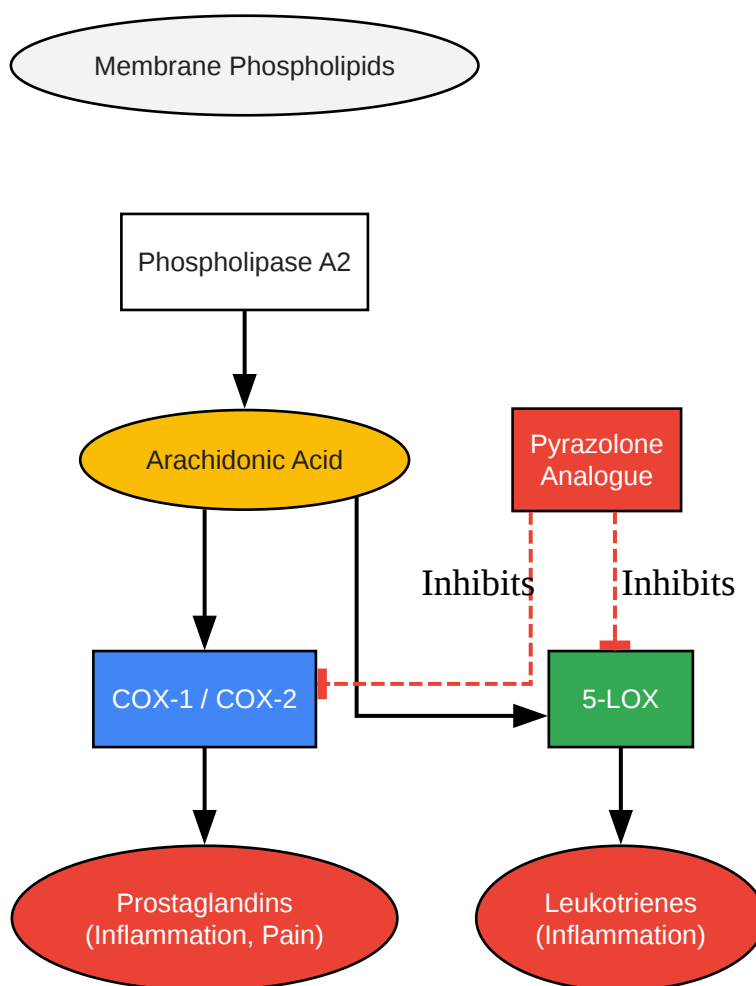 Membrane Phospholipids
Phospholipase A2
Arachidonic Acid
Pyrazolone
Analogue
Inhibits
Inhibits
COX-1 / COX-2
5-LOX
Prostaglandins
(Inflammation, Pain)
Leukotrienes
(Inflammation)